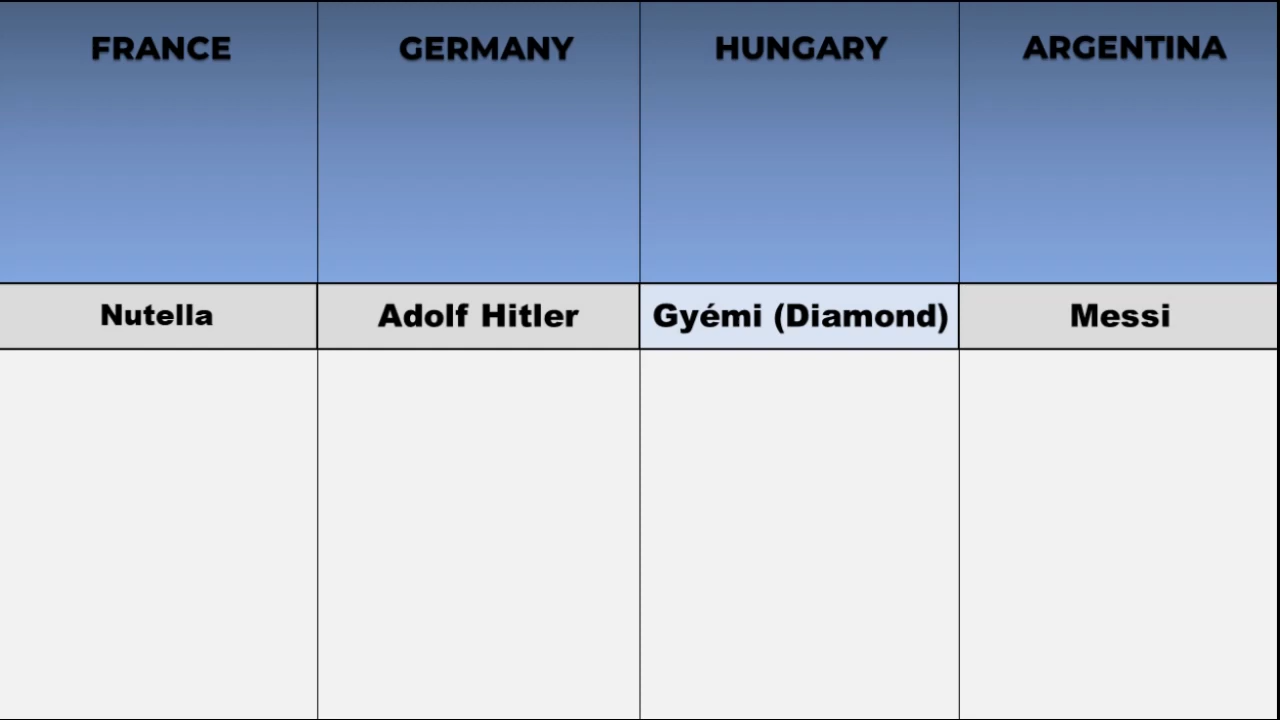 FRANCE GERMANY HUNGARY ARGENTINA
Nutella Adolf Hitler Gyémi (Diamond) Messi